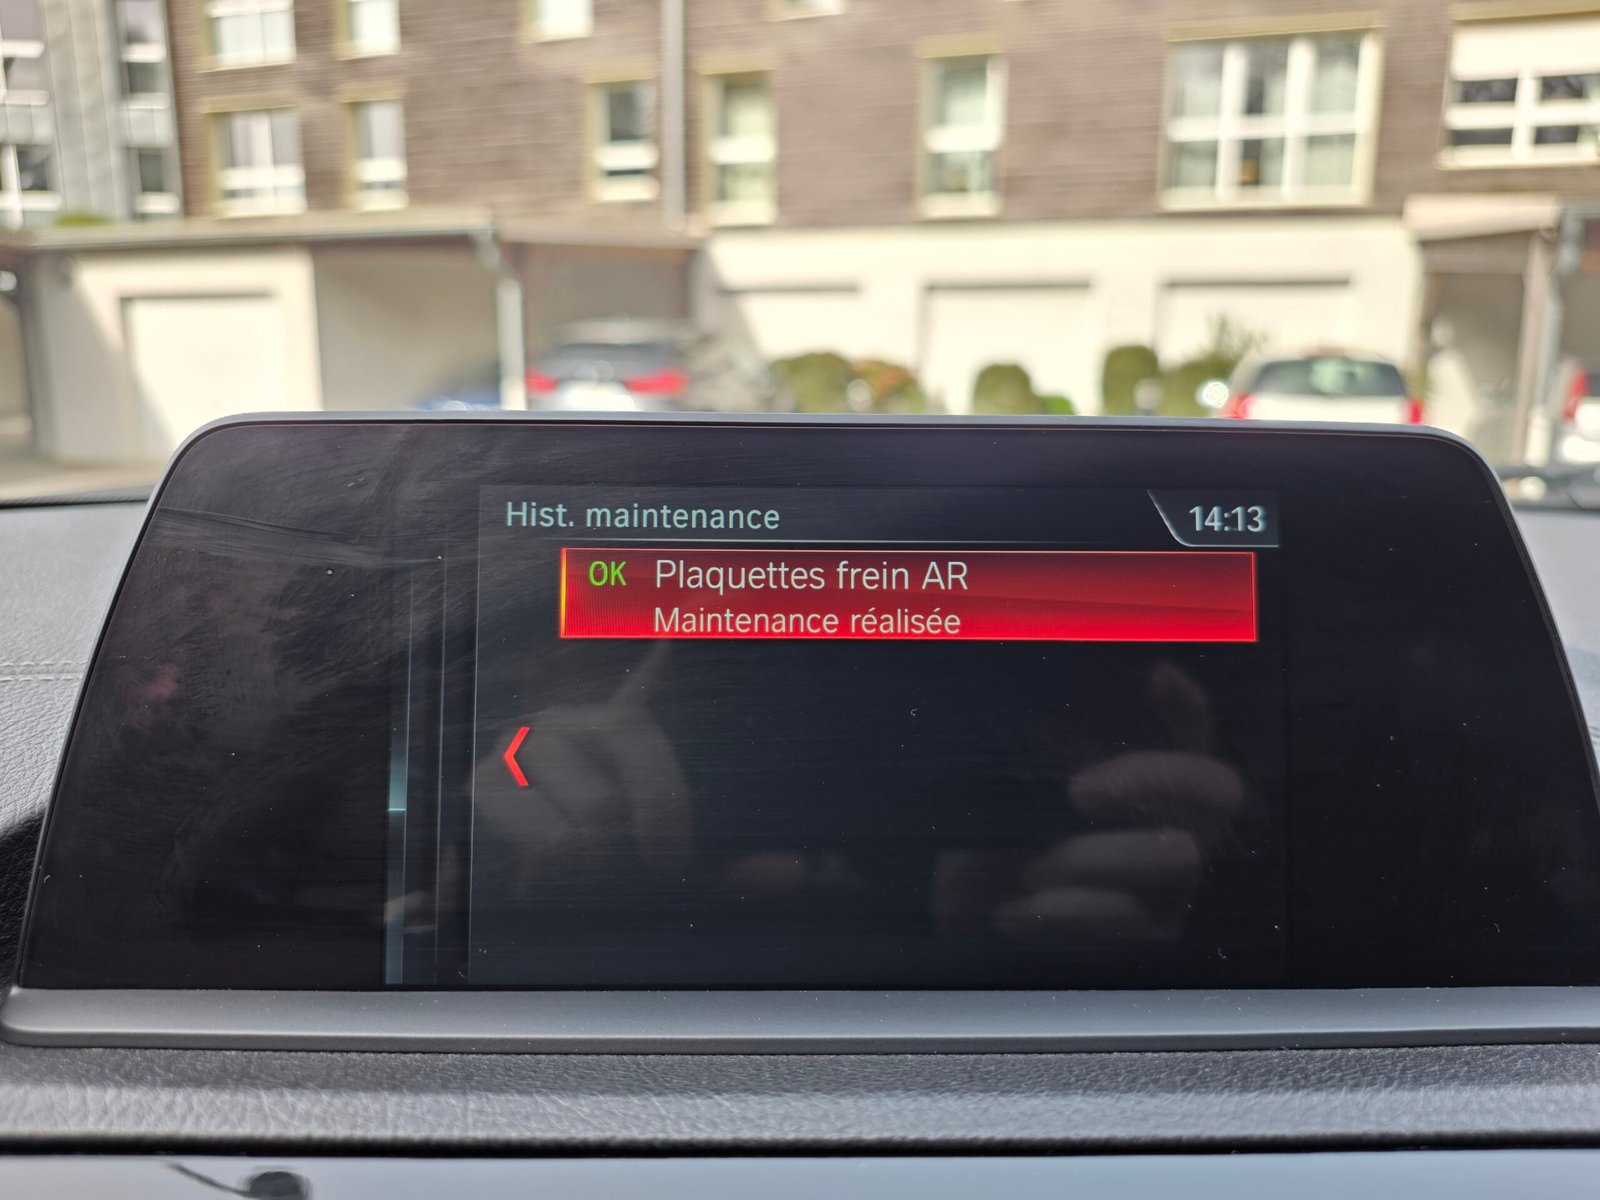 Hist. maintenance
14:13
OK Plaquettes frein AR
Maintenance réalisée